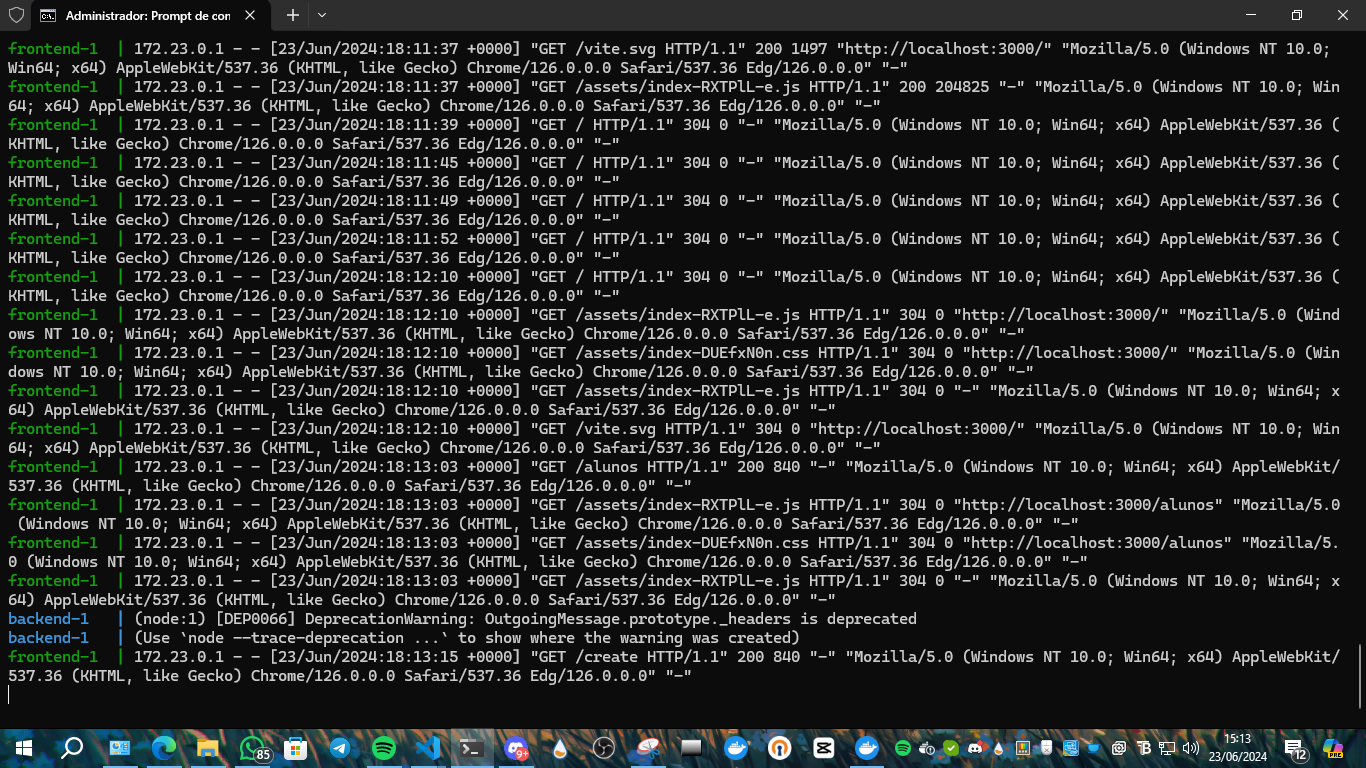 Administrador: Prompt de con
frontend-1  | 172.23.0.1 - - [23/Jun/2024:18:11:37 +0000] "GET /vite.svg HTTP/1.1" 200 1497 "http://localhost:3000/" "Mozilla/5.0 (Windows NT 10.0;
Win64; x64) AppleWebKit/537.36 (KHTML, like Gecko) Chrome/126.0.0.0 Safari/537.36 Edg/126.0.0.0" "-"
frontend-1  | 172.23.0.1 - - [23/Jun/2024:18:11:37 +0000] "GET /assets/index-RXTPlL-e.js HTTP/1.1" 200 204825 "-" "Mozilla/5.0 (Windows NT 10.0; Win
64; x64) AppleWebKit/537.36 (KHTML, like Gecko) Chrome/126.0.0.0 Safari/537.36 Edg/126.0.0.0" "-"
frontend-1  | 172.23.0.1 - - [23/Jun/2024:18:11:39 +0000] "GET / HTTP/1.1" 304 0 "-" "Mozilla/5.0 (Windows NT 10.0; Win64; x64) AppleWebKit/537.36 (
KHTML, like Gecko) Chrome/126.0.0.0 Safari/537.36 Edg/126.0.0.0" "-"
frontend-1  | 172.23.0.1 - - [23/Jun/2024:18:11:45 +0000] "GET / HTTP/1.1" 304 0 "-" "Mozilla/5.0 (Windows NT 10.0; Win64; x64) AppleWebKit/537.36 (
KHTML, like Gecko) Chrome/126.0.0.0 Safari/537.36 Edg/126.0.0.0" "-"
frontend-1  | 172.23.0.1 - - [23/Jun/2024:18:11:49 +0000] "GET / HTTP/1.1" 304 0 "-" "Mozilla/5.0 (Windows NT 10.0; Win64; x64) AppleWebKit/537.36 (
KHTML, like Gecko) Chrome/126.0.0.0 Safari/537.36 Edg/126.0.0.0" "-"
frontend-1  | 172.23.0.1 - - [23/Jun/2024:18:11:52 +0000] "GET / HTTP/1.1" 304 0 "-" "Mozilla/5.0 (Windows NT 10.0; Win64; x64) AppleWebKit/537.36 (
KHTML, like Gecko) Chrome/126.0.0.0 Safari/537.36 Edg/126.0.0.0" "-"
frontend-1  | 172.23.0.1 - - [23/Jun/2024:18:12:10 +0000] "GET / HTTP/1.1" 304 0 "-" "Mozilla/5.0 (Windows NT 10.0; Win64; x64) AppleWebKit/537.36 (
KHTML, like Gecko) Chrome/126.0.0.0 Safari/537.36 Edg/126.0.0.0" "-"
frontend-1  | 172.23.0.1 - - [23/Jun/2024:18:12:10 +0000] "GET /assets/index-RXTPlL-e.js HTTP/1.1" 304 0 "http://localhost:3000/" "Mozilla/5.0 (Wind
ows NT 10.0; Win64; x64) AppleWebKit/537.36 (KHTML, like Gecko) Chrome/126.0.0.0 Safari/537.36 Edg/126.0.0.0" "-"
frontend-1  | 172.23.0.1 - - [23/Jun/2024:18:12:10 +0000] "GET /assets/index-DUEfxN0n.css HTTP/1.1" 304 0 "http://localhost:3000/" "Mozilla/5.0 (Win
dows NT 10.0; Win64; x64) AppleWebKit/537.36 (KHTML, like Gecko) Chrome/126.0.0.0 Safari/537.36 Edg/126.0.0.0" "-"
frontend-1  | 172.23.0.1 - - [23/Jun/2024:18:12:10 +0000] "GET /assets/index-RXTPlL-e.js HTTP/1.1" 304 0 "-" "Mozilla/5.0 (Windows NT 10.0; Win64; x
64) AppleWebKit/537.36 (KHTML, like Gecko) Chrome/126.0.0.0 Safari/537.36 Edg/126.0.0.0" "-"
frontend-1  | 172.23.0.1 - - [23/Jun/2024:18:12:10 +0000] "GET /vite.svg HTTP/1.1" 304 0 "http://localhost:3000/" "Mozilla/5.0 (Windows NT 10.0; Win
64; x64) AppleWebKit/537.36 (KHTML, like Gecko) Chrome/126.0.0.0 Safari/537.36 Edg/126.0.0.0" "-"
frontend-1  | 172.23.0.1 - - [23/Jun/2024:18:13:03 +0000] "GET /alunos HTTP/1.1" 200 840 "-" "Mozilla/5.0 (Windows NT 10.0; Win64; x64) AppleWebKit/
537.36 (KHTML, like Gecko) Chrome/126.0.0.0 Safari/537.36 Edg/126.0.0.0" "-"
frontend-1  | 172.23.0.1 - - [23/Jun/2024:18:13:03 +0000] "GET /assets/index-RXTPlL-e.js HTTP/1.1" 304 0 "http://localhost:3000/alunos" "Mozilla/5.0
 (Windows NT 10.0; Win64; x64) AppleWebKit/537.36 (KHTML, like Gecko) Chrome/126.0.0.0 Safari/537.36 Edg/126.0.0.0" "-"
frontend-1  | 172.23.0.1 - - [23/Jun/2024:18:13:03 +0000] "GET /assets/index-DUEfxN0n.css HTTP/1.1" 304 0 "http://localhost:3000/alunos" "Mozilla/5.
0 (Windows NT 10.0; Win64; x64) AppleWebKit/537.36 (KHTML, like Gecko) Chrome/126.0.0.0 Safari/537.36 Edg/126.0.0.0" "-"
frontend-1  | 172.23.0.1 - - [23/Jun/2024:18:13:03 +0000] "GET /assets/index-RXTPlL-e.js HTTP/1.1" 304 0 "-" "Mozilla/5.0 (Windows NT 10.0; Win64; x
64) AppleWebKit/537.36 (KHTML, like Gecko) Chrome/126.0.0.0 Safari/537.36 Edg/126.0.0.0" "-"
backend-1   | (node:1) [DEP0066] DeprecationWarning: OutgoingMessage.prototype._headers is deprecated
backend-1   | (Use `node --trace-deprecation ...` to show where the warning was created)
frontend-1  | 172.23.0.1 - - [23/Jun/2024:18:13:15 +0000] "GET /create HTTP/1.1" 200 840 "-" "Mozilla/5.0 (Windows NT 10.0; Win64; x64) AppleWebKit/
537.36 (KHTML, like Gecko) Chrome/126.0.0.0 Safari/537.36 Edg/126.0.0.0" "-"
85
9+
15:13
23/06/2024
12
PRE